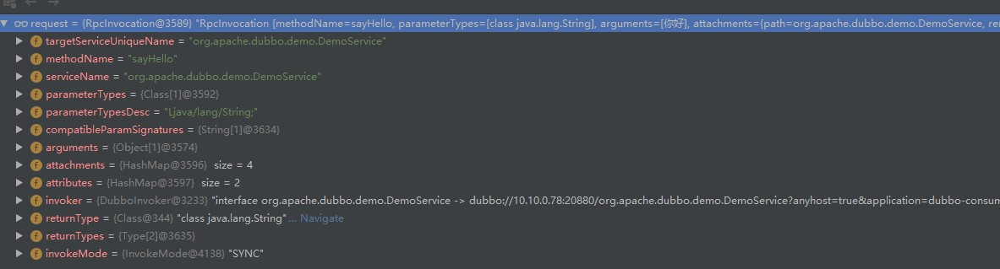 request = {RpcInvocation@3589} "RpcInvocation [methodName=sayHello, parameterTypes=[class java.lang.String], arguments=[你好], attachments={path=org.apache.dubbo.demo.DemoService, re
targetServiceUniqueName = "org.apache.dubbo.demo.DemoService"
methodName = "sayHello"
serviceName = "org.apache.dubbo.demo.DemoService"
parameterTypes = {Class[1]@3592}
parameterTypesDesc = "Ljava/lang/String;"
compatibleParamSignatures = {String[1]@3634}
arguments = {Object[1]@3574}
attachments = {HashMap@3596} size = 4
attributes = {HashMap@3597} size = 2
invoker = {DubboInvoker@3233} "interface org.apache.dubbo.demo.DemoService -> dubbo://10.10.0.78:20880/org.apache.dubbo.demo.DemoService?anyhost=true&application=dubbo-consum
returnType = {Class@344} "class java.lang.String" ... Navigate
returnTypes = {Type[2]@3635}
invokeMode = {InvokeMode@4138} "SYNC"